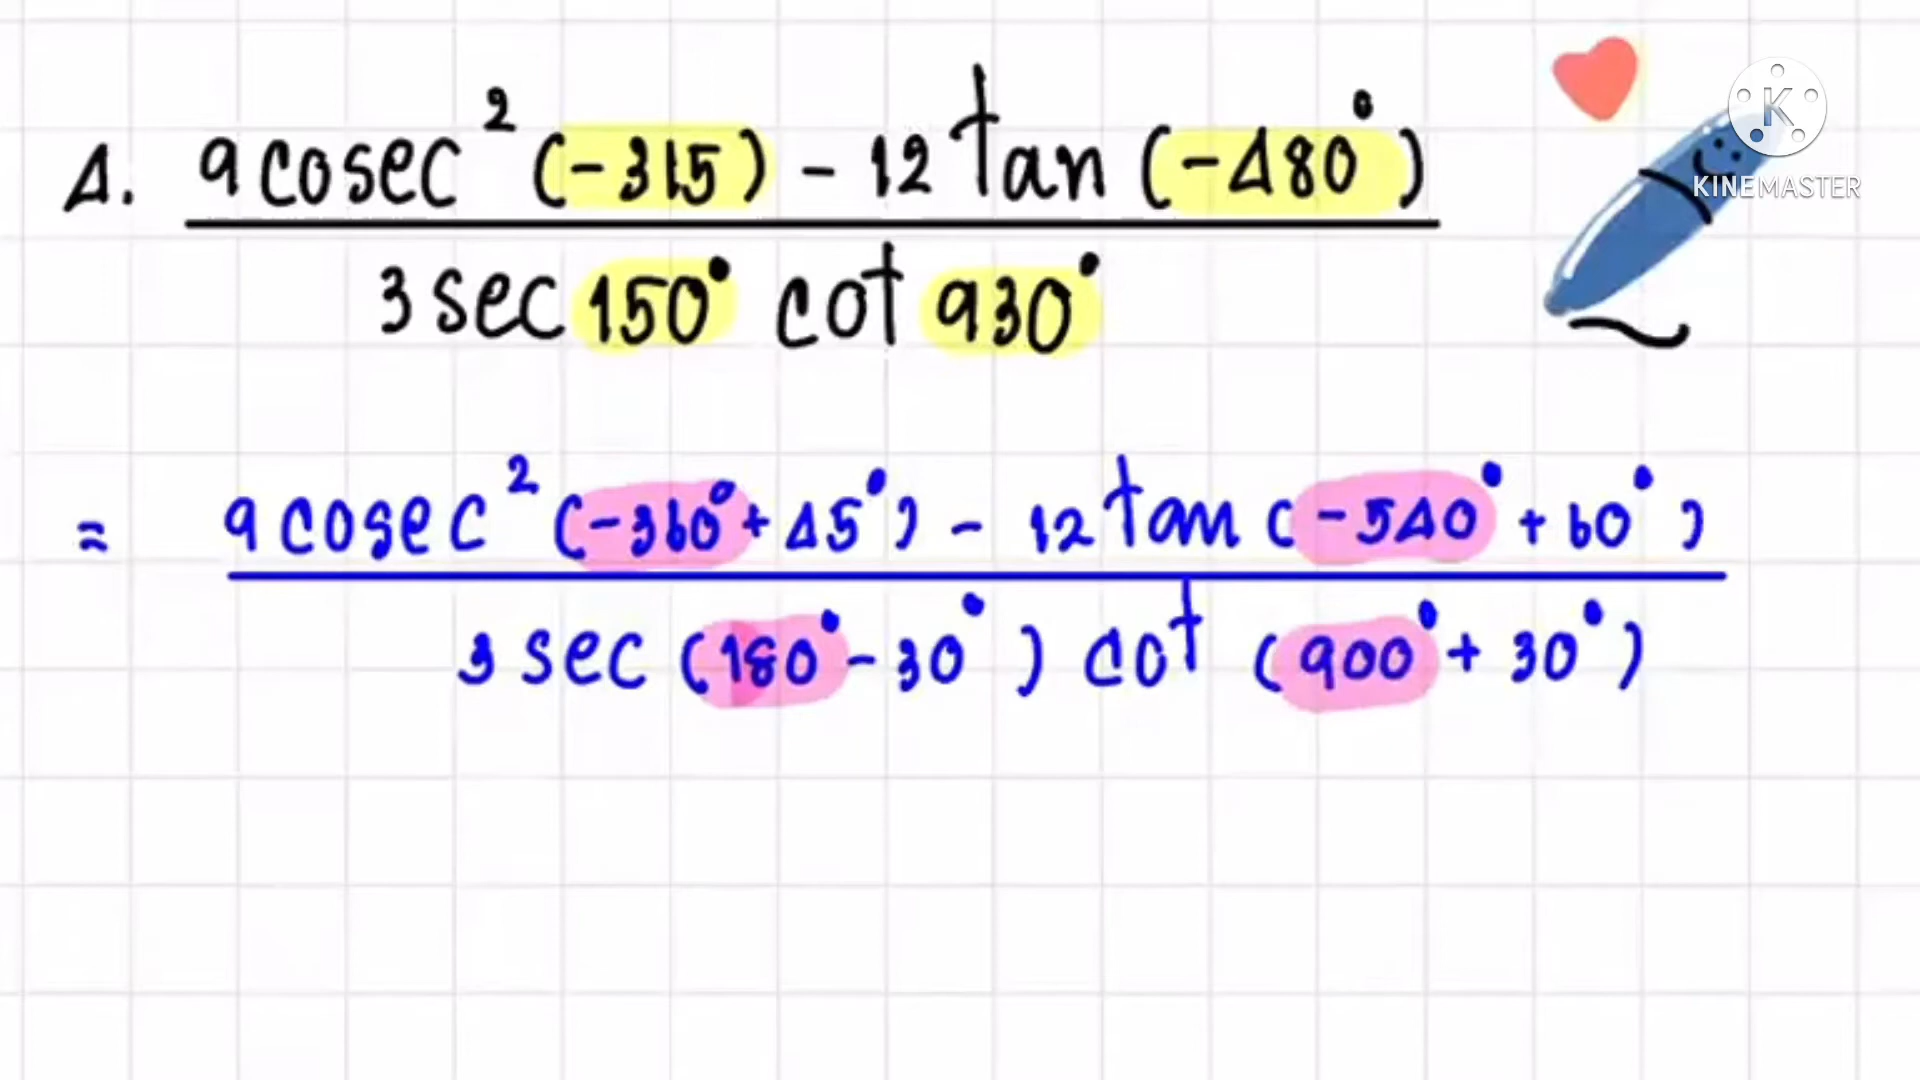 4. 9 cosec² (-315) - 12 tan (-480°)
3 sec 150° cot 930°
= 9 cosec² (-360° + 45°) - 12 tan (-540° + 60°)
3 sec (180° - 30°) cot (900° + 30°)
K
KINEMASTER